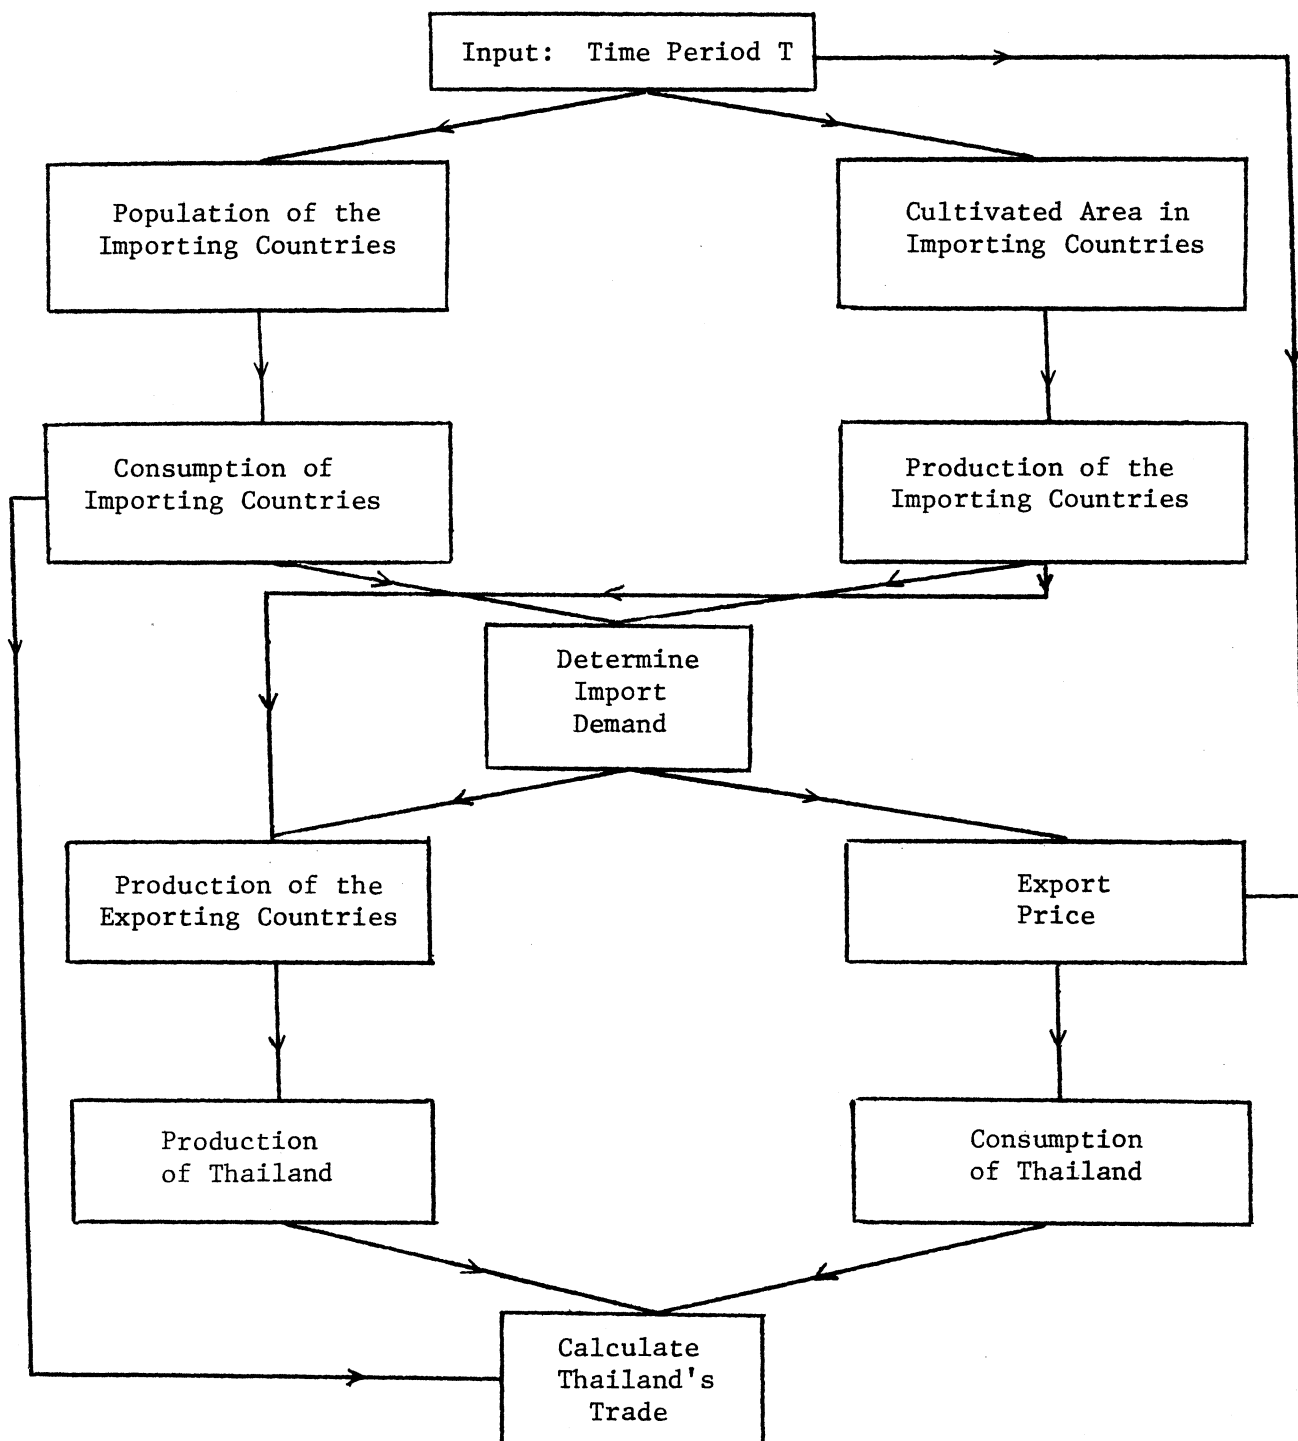 Input: Time Period T
Population of the
Importing Countries
Cultivated Area in
Importing Countries
Consumption of
Importing Countries
Production of the
Importing Countries
Determine
Import
Demand
Production of the
Exporting Countries
Export
Price
Production
of Thailand
Consumption
of Thailand
Calculate
Thailand's
Trade